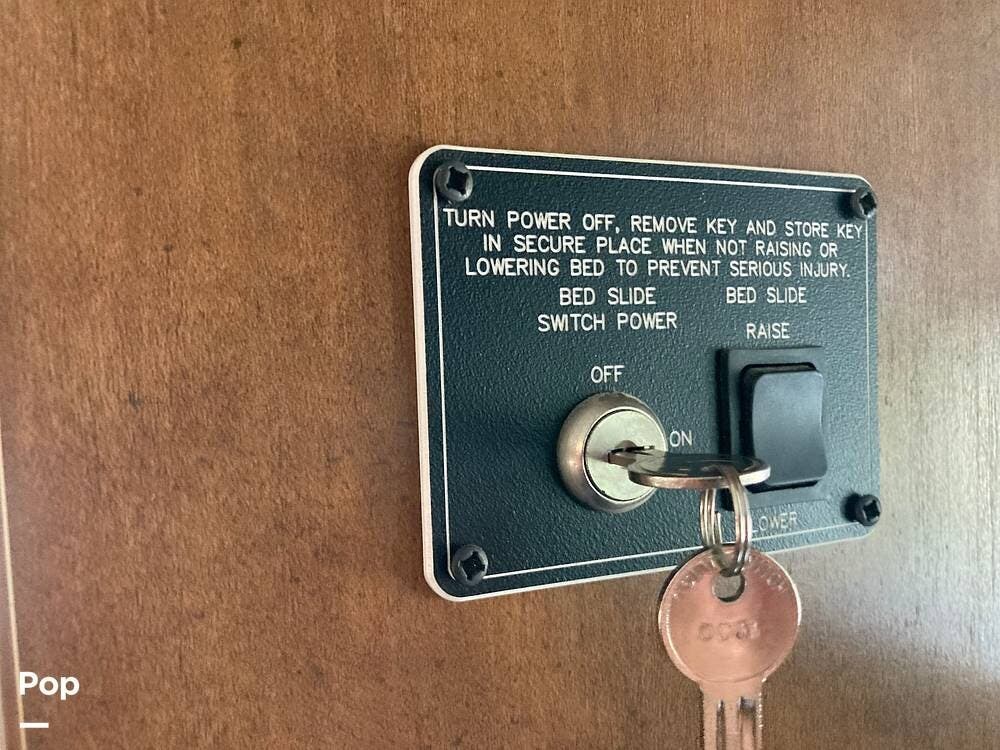 TURN POWER OFF, REMOVE KEY AND STORE KEY
IN SECURE PLACE WHEN NOT RAISING OR
LOWERING BED TO PREVENT SERIOUS INJURY.
BED SLIDE
SWITCH POWER
BED SLIDE
RAISE
OFF
ON
LOWER
Pop